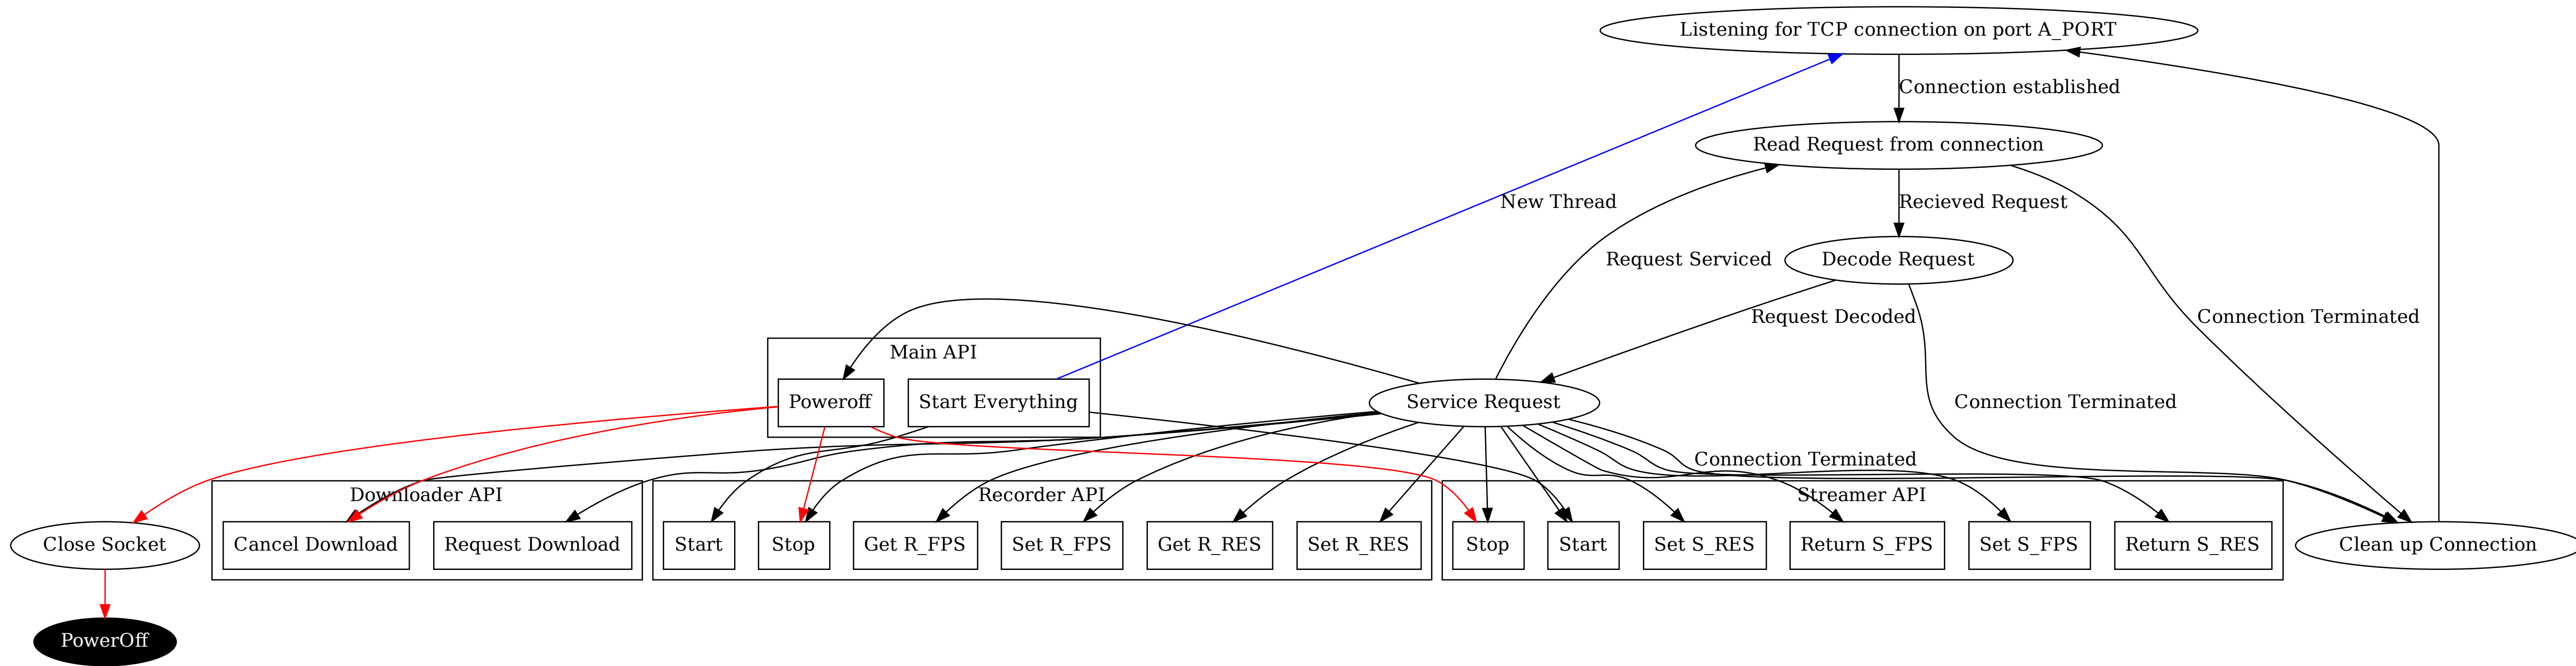 Listening for TCP connection on port A_PORT
Connection established
Read Request from connection
New Thread
Recieved Request
Request Serviced
Decode Request
Request Decoded
Connection Terminated
Main API
Poweroff
Start Everything
Service Request
Connection Terminated
Connection Terminated
Downloader API
Recorder API
Streamer API
Close Socket
Cancel Download
Request Download
Start
Stop
Get R_FPS
Set R_FPS
Get R_RES
Set R_RES
Stop
Start
Set S_RES
Return S_FPS
Set S_FPS
Return S_RES
Clean up Connection
PowerOff